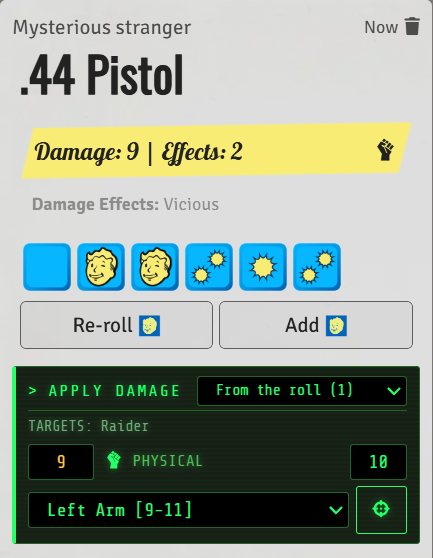 Mysterious stranger
Now
.44 Pistol
Damage: 9 | Effects: 2
Damage Effects: Vicious
Re-roll
Add
> APPLY DAMAGE
From the roll (1)
TARGETS: Raider
9
PHYSICAL
10
Left Arm [9-11]